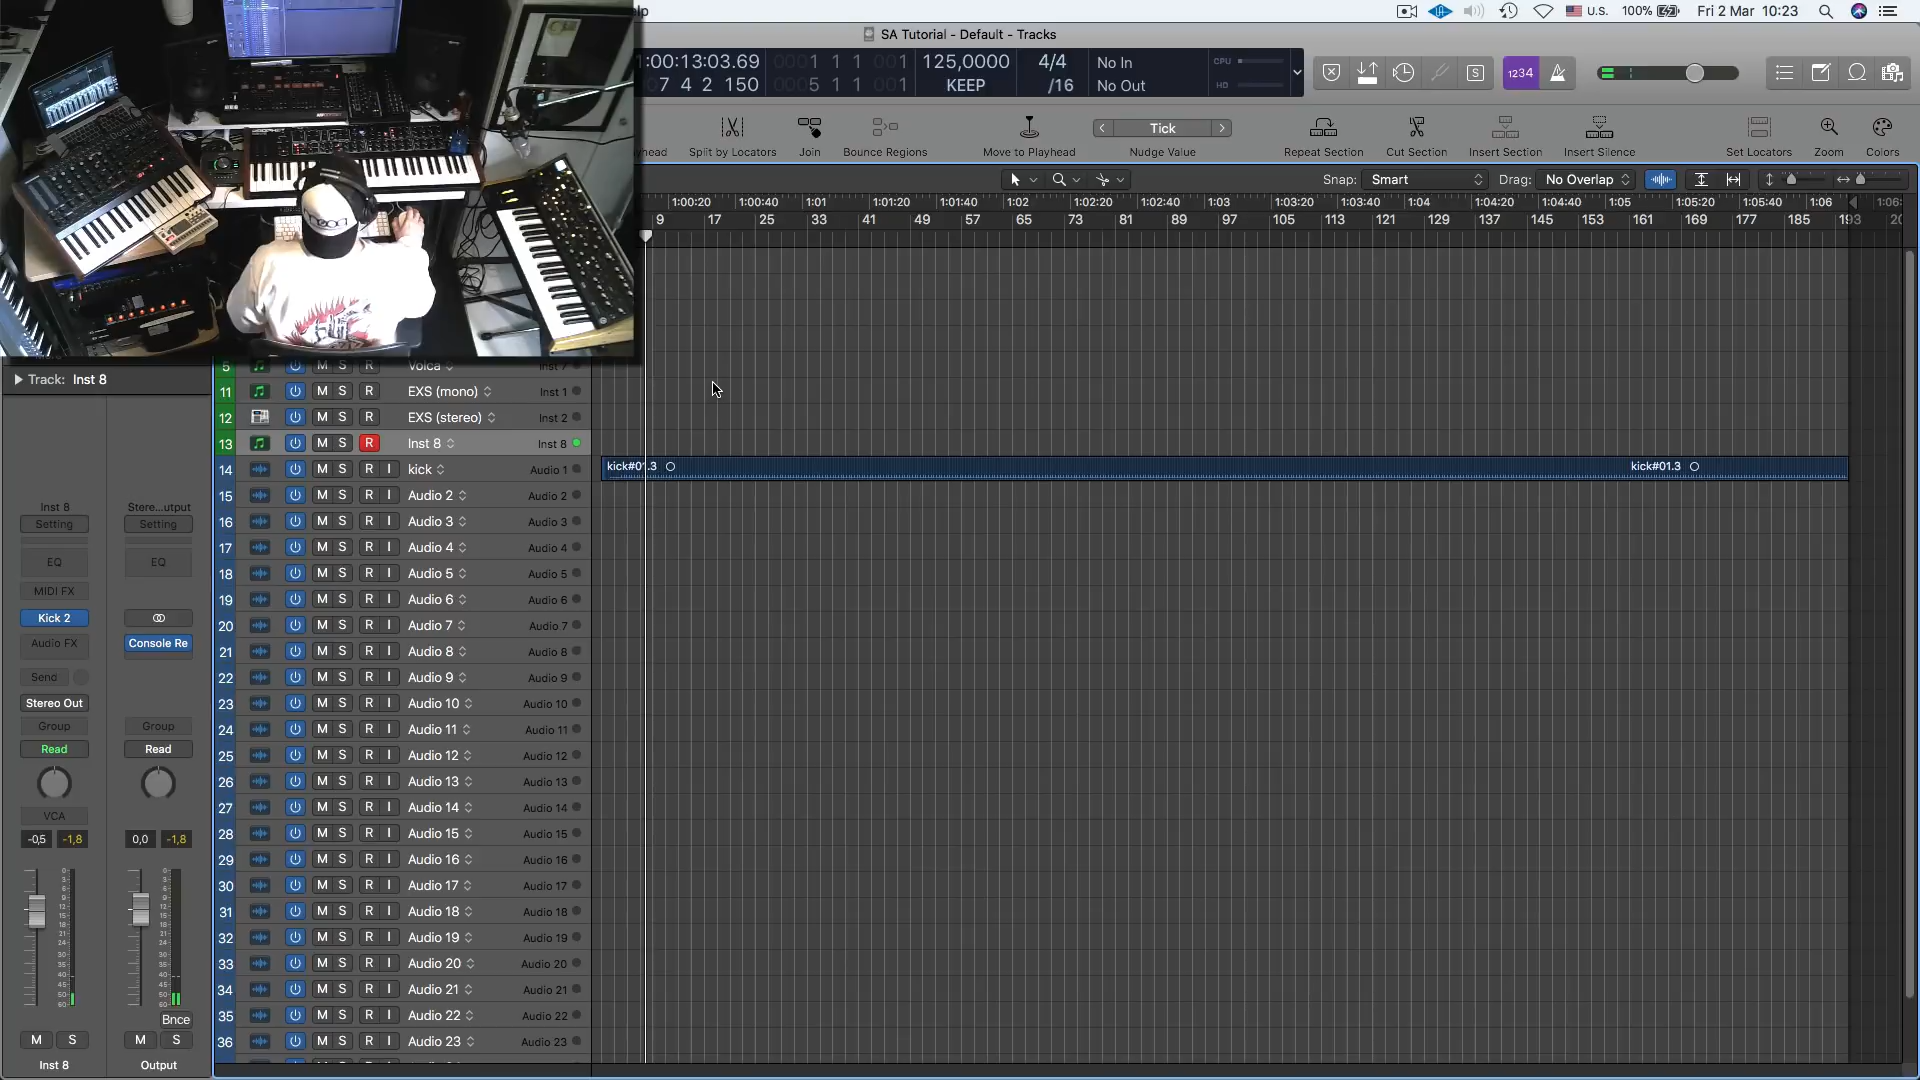 elp
U.S.
100%
Fri 2 Mar 10:23
SA Tutorial - Default - Tracks
1:00:13:03.69
7 4 2 150
0001 1 1 001
0005 1 1 001
125,0000
KEEP
4/4
/16
No In
No Out
CPU
HD
S
1234
ayhead
Split by Locators
Join
Bounce Regions
Move to Playhead
Tick
Nudge Value
Repeat Section
Cut Section
Insert Section
Insert Silence
Set Locators
Zoom
Colors
Snap:
Smart
Drag:
No Overlap
1:00:20 1:00:40 1:01 1:01:20 1:01:40 1:02 1:02:20 1:02:40 1:03 1:03:20 1:03:40 1:04 1:04:20 1:04:40 1:05 1:05:20 1:05:40 1:06 1:06:
9 17 25 33 41 49 57 65 73 81 89 97 105 113 121 129 137 145 153 161 169 177 185 193 20
Track: Inst 8
5 M S R Volca Inst 7
11 M S R EXS (mono) Inst 1
12 M S R EXS (stereo) Inst 2
13 M S R Inst 8 Inst 8
14 M S R I kick Audio 1
kick#01.3
kick#01.3
15 M S R I Audio 2 Audio 2
16 M S R I Audio 3 Audio 3
17 M S R I Audio 4 Audio 4
18 M S R I Audio 5 Audio 5
19 M S R I Audio 6 Audio 6
20 M S R I Audio 7 Audio 7
21 M S R I Audio 8 Audio 8
22 M S R I Audio 9 Audio 9
23 M S R I Audio 10 Audio 10
24 M S R I Audio 11 Audio 11
25 M S R I Audio 12 Audio 12
26 M S R I Audio 13 Audio 13
27 M S R I Audio 14 Audio 14
28 M S R I Audio 15 Audio 15
29 M S R I Audio 16 Audio 16
30 M S R I Audio 17 Audio 17
31 M S R I Audio 18 Audio 18
32 M S R I Audio 19 Audio 19
33 M S R I Audio 20 Audio 20
34 M S R I Audio 21 Audio 21
35 M S R I Audio 22 Audio 22
36 M S R I Audio 23 Audio 23
Inst 8
Setting
EQ
MIDI FX
Kick 2
Audio FX
Send
Stereo Out
Group
Read
VCA
-0,5 -1,8
M S
Inst 8
Stere...utput
Setting
EQ
Console Re
Group
Read
0,0 -1,8
Bnce
M S
Output